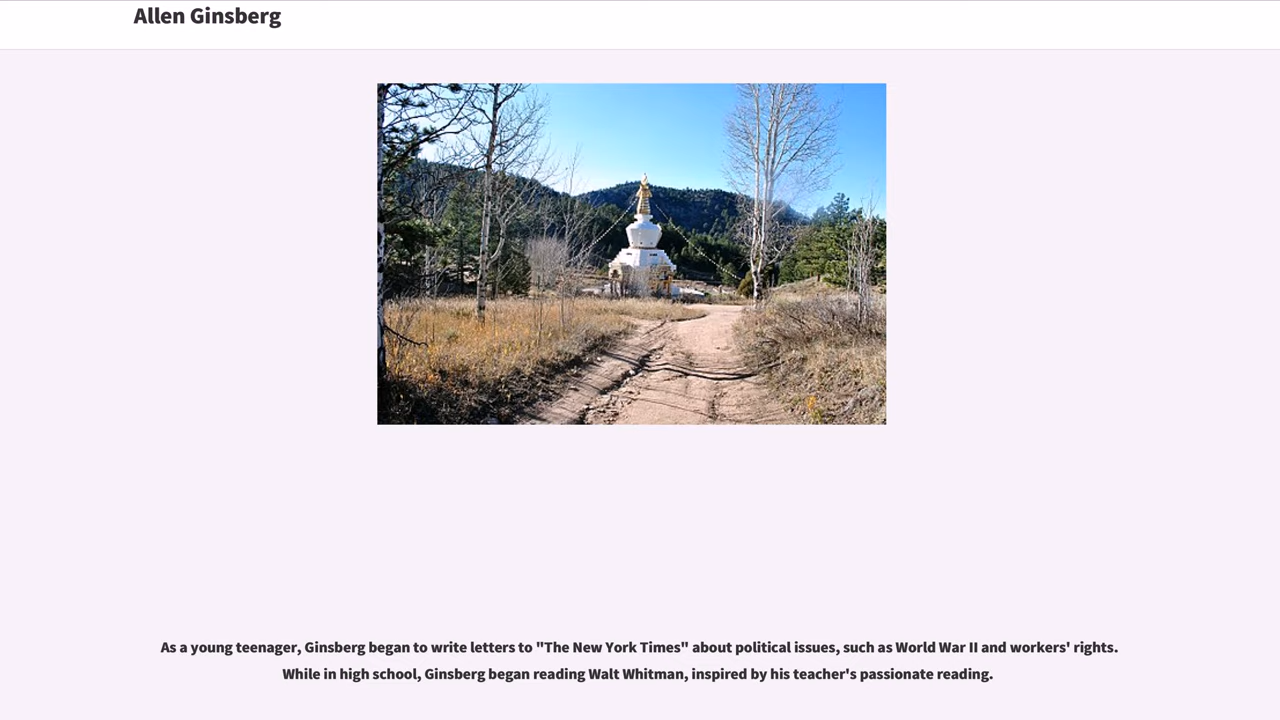 Allen Ginsberg
As a young teenager, Ginsberg began to write letters to "The New York Times" about political issues, such as World War II and workers' rights.
While in high school, Ginsberg began reading Walt Whitman, inspired by his teacher's passionate reading.